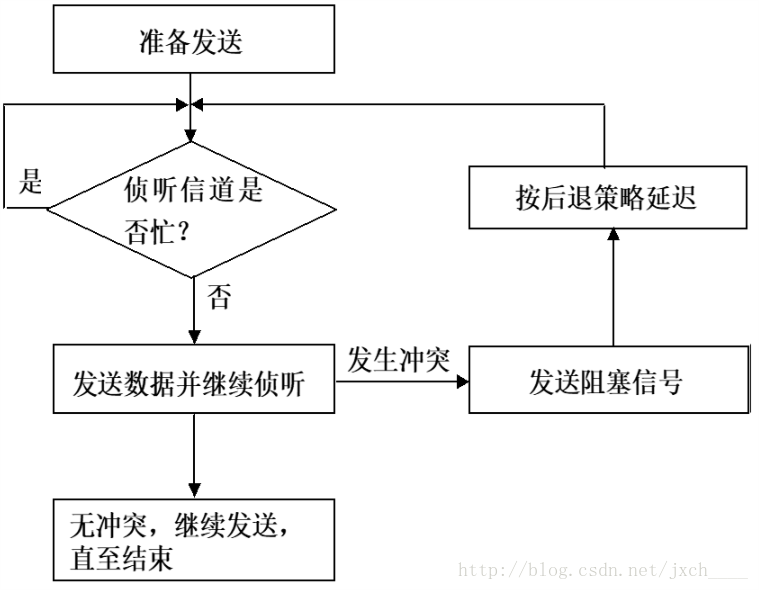 准备发送
是
侦听信道是
否忙？
按后退策略延迟
否
发送数据并继续侦听
发生冲突
发送阻塞信号
无冲突，继续发送，
直至结束
http://blog.csdn.net/jxch____